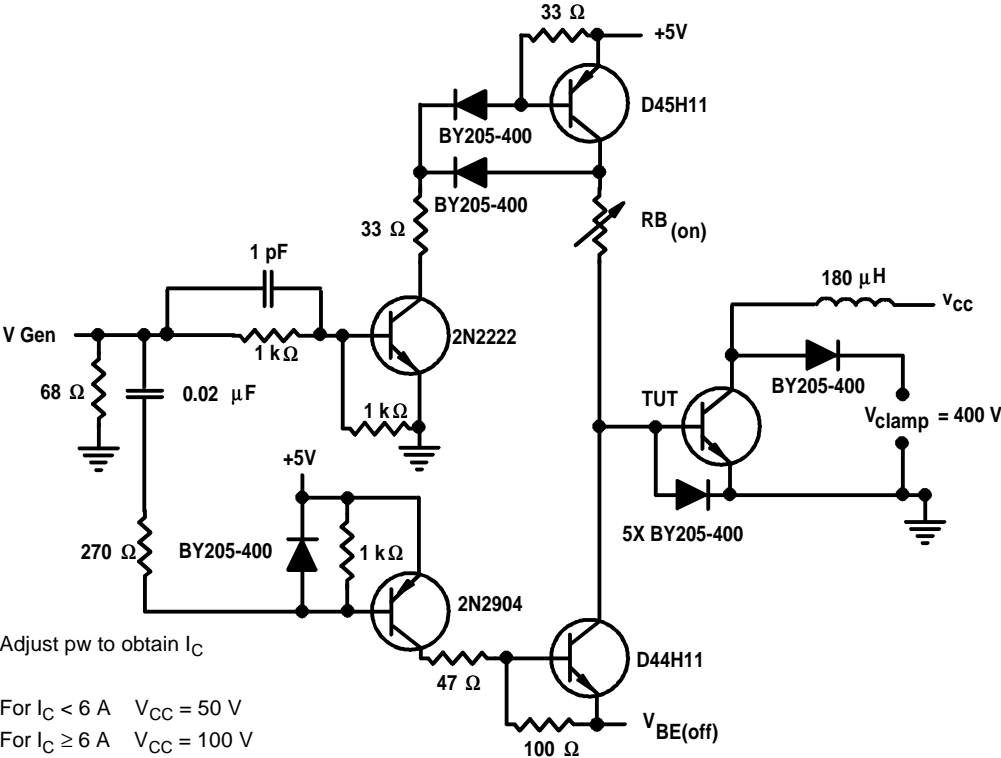 33 Ω
+5V
D45H11
BY205-400
BY205-400
33 Ω
RB(on)
1 pF
180 μH
V Gen
1 kΩ
2N2222
vCC
68 Ω
0.02 μF
BY205-400
TUT
1 kΩ
Vclamp = 400 V
+5V
5X BY205-400
270 Ω
BY205-400
1 kΩ
2N2904
Adjust pw to obtain IC
D44H11
47 Ω
For IC < 6 A VCC = 50 V
VBE(off)
For IC ≥ 6 A VCC = 100 V
100 Ω